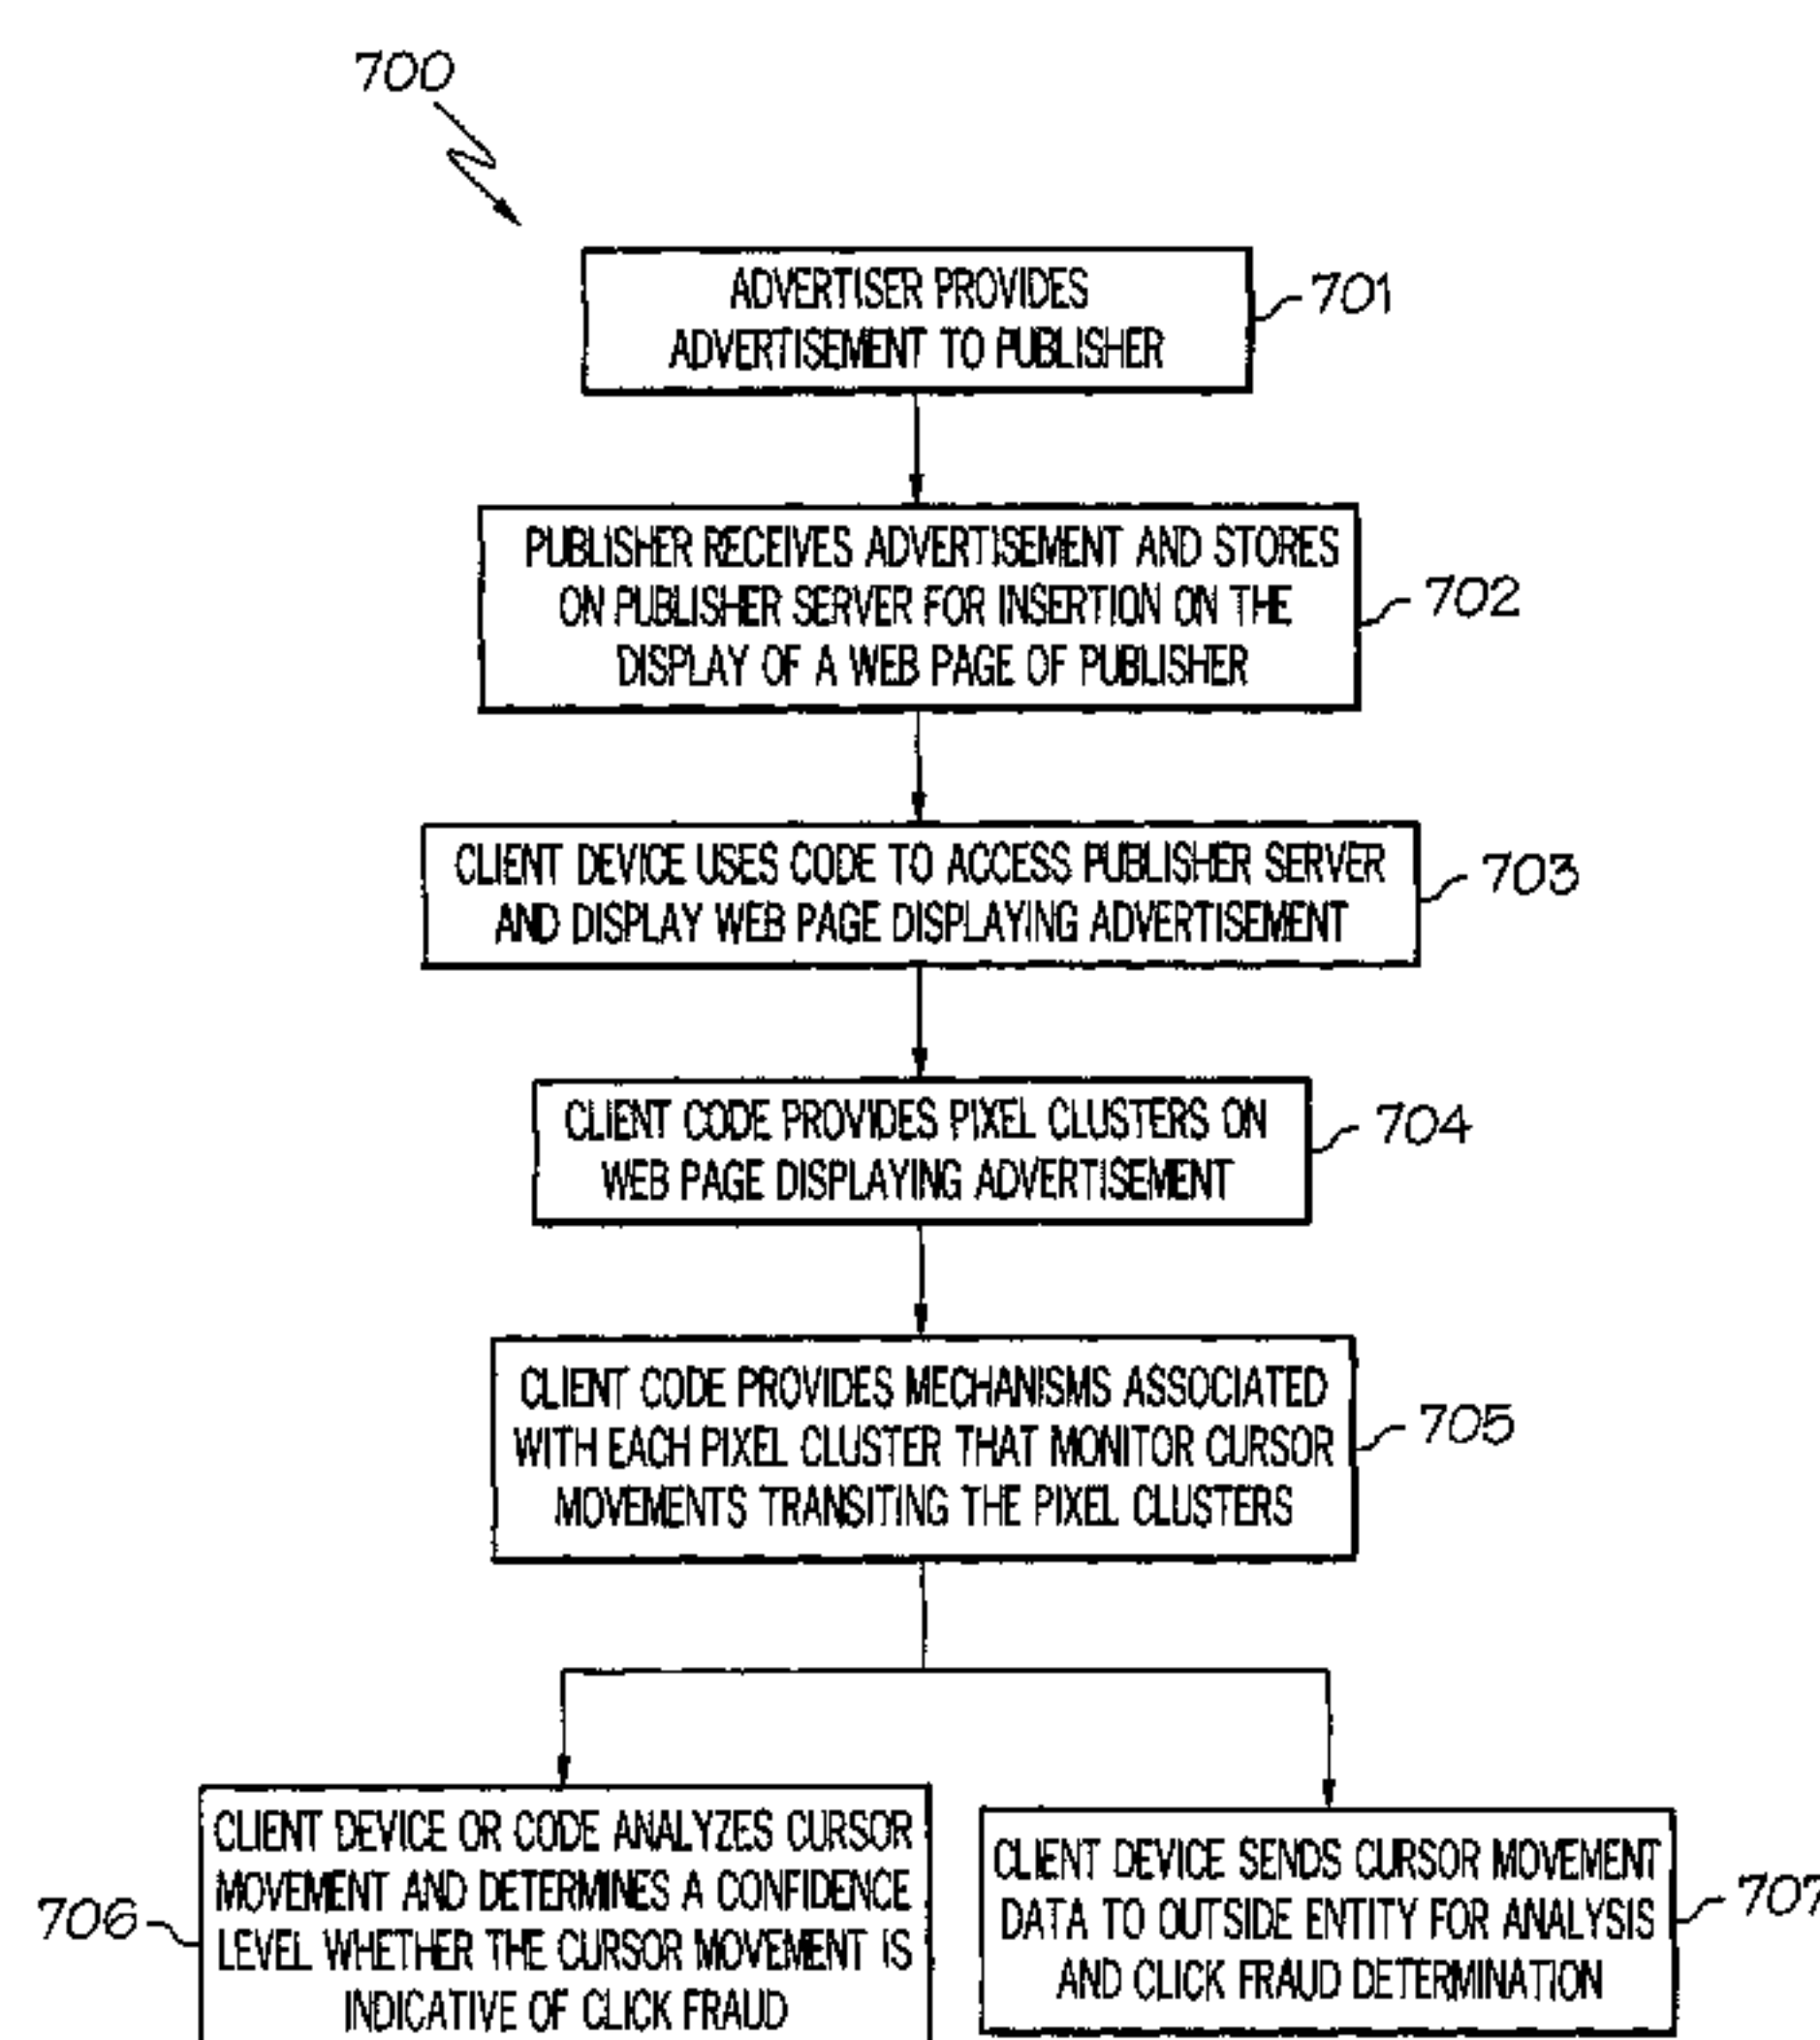 700
ADVERTISER PROVIDES
ADVERTISEMENT TO PUBLISHER
701
PUBLISHER RECEIVES ADVERTISEMENT AND STORES
ON PUBLISHER SERVER FOR INSERTION ON THE
DISPLAY OF A WEB PAGE OF PUBLISHER
702
CLIENT DEVICE USES CODE TO ACCESS PUBLISHER SERVER
AND DISPLAY WEB PAGE DISPLAYING ADVERTISEMENT
703
CLIENT CODE PROVIDES PIXEL CLUSTERS ON
WEB PAGE DISPLAYING ADVERTISEMENT
704
CLIENT CODE PROVIDES MECHANISMS ASSOCIATED
WITH EACH PIXEL CLUSTER THAT MONITOR CURSOR
MOVEMENTS TRANSITING THE PIXEL CLUSTERS
705
CLIENT DEVICE OR CODE ANALYZES CURSOR
MOVEMENT AND DETERMINES A CONFIDENCE
LEVEL WHETHER THE CURSOR MOVEMENT IS
INDICATIVE OF CLICK FRAUD
706
CLIENT DEVICE SENDS CURSOR MOVEMENT
DATA TO OUTSIDE ENTITY FOR ANALYSIS
AND CLICK FRAUD DETERMINATION
707